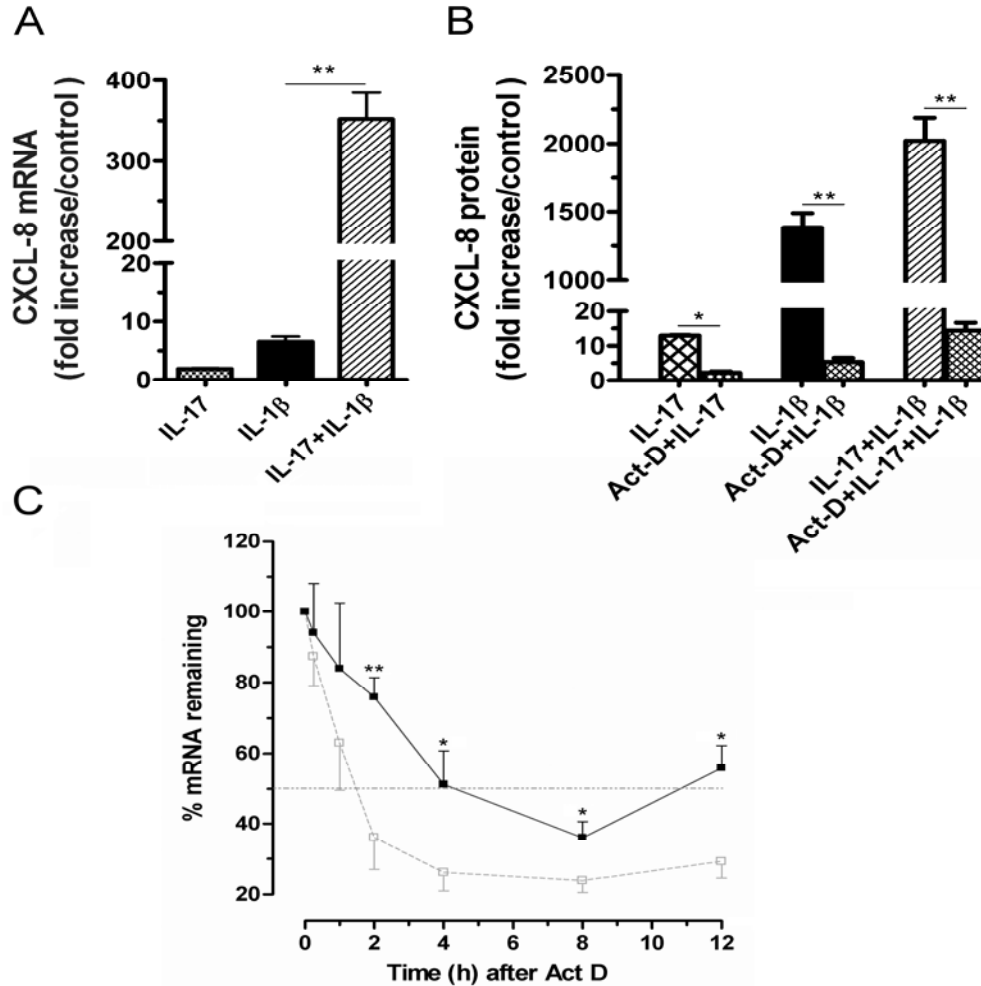 A
CXCL-8 mRNA
(fold increase/control )
400
300
200
20
10
0
**
IL-17
IL-1β
IL-17+IL-1β
B
CXCL-8 protein
(fold increase/control )
2500
2000
1500
1000
20
10
0
*
**
**
IL-17
Act-D+IL-17
IL-1β
Act-D+IL-1β
IL-17+IL-1β
Act-D+IL-17+IL-1β
C
% mRNA remaining
120
100
80
60
40
20
**
*
*
*
0 2 4 6 8 10 12
Time (h) after Act D